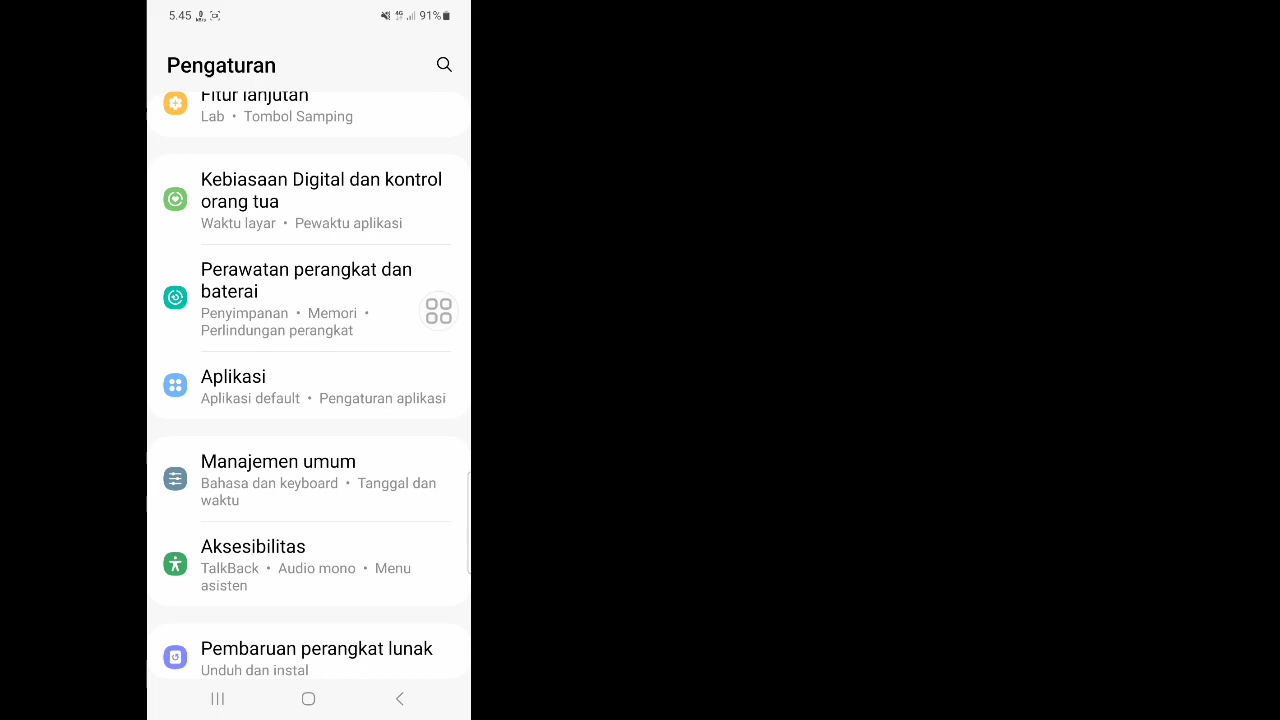 5.45
4G
91%
Pengaturan
Fitur lanjutan
Lab • Tombol Samping
Kebiasaan Digital dan kontrol
orang tua
Waktu layar • Pewaktu aplikasi
Perawatan perangkat dan
baterai
Penyimpanan • Memori •
Perlindungan perangkat
Aplikasi
Aplikasi default • Pengaturan aplikasi
Manajemen umum
Bahasa dan keyboard • Tanggal dan
waktu
Aksesibilitas
TalkBack • Audio mono • Menu
asisten
Pembaruan perangkat lunak
Unduh dan instal